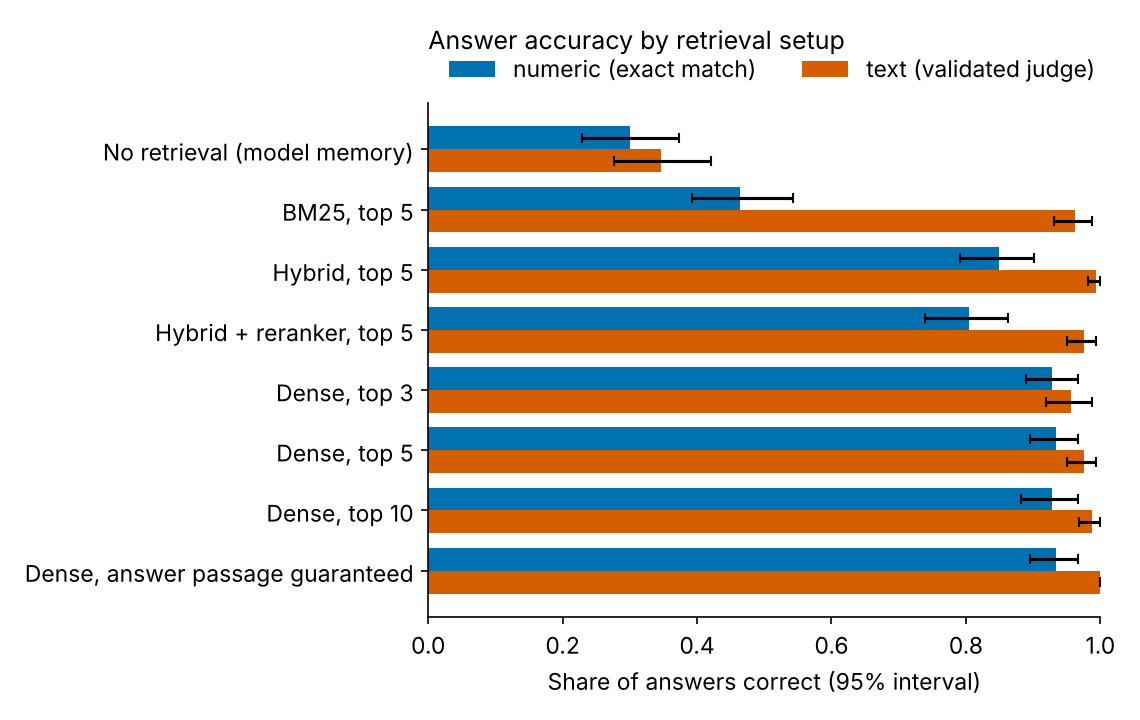 Answer accuracy by retrieval setup
numeric (exact match) text (validated judge)
No retrieval (model memory)
BM25, top 5
Hybrid, top 5
Hybrid + reranker, top 5
Dense, top 3
Dense, top 5
Dense, top 10
Dense, answer passage guaranteed
0.0 0.2 0.4 0.6 0.8 1.0
Share of answers correct (95% interval)